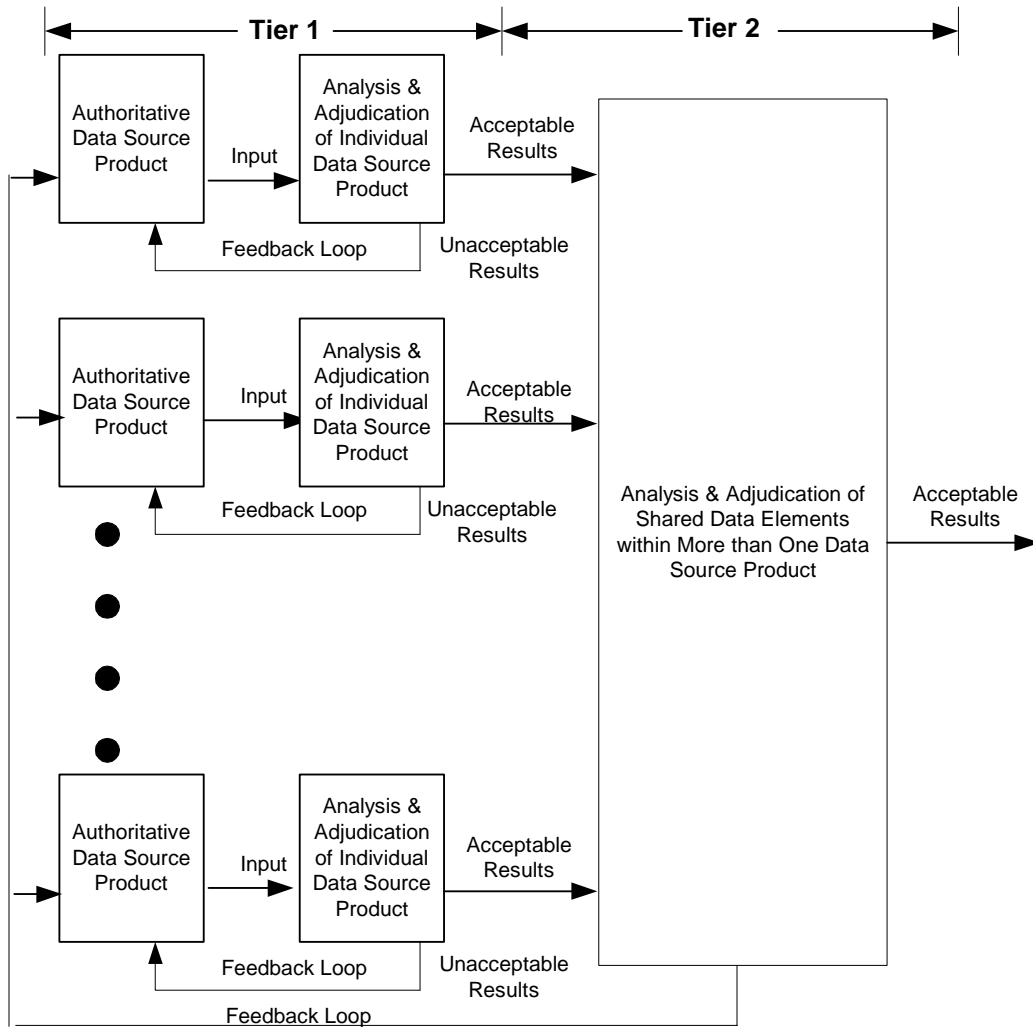 Tier 1
Tier 2
Authoritative
Data Source
Product
Input
Analysis &
Adjudication
of Individual
Data Source
Product
Acceptable
Results
Feedback Loop
Unacceptable
Results
Authoritative
Data Source
Product
Input
Analysis &
Adjudication
of Individual
Data Source
Product
Acceptable
Results
Feedback Loop
Unacceptable
Results
Analysis & Adjudication of
Shared Data Elements
within More than One Data
Source Product
Acceptable
Results
Authoritative
Data Source
Product
Input
Analysis &
Adjudication
of Individual
Data Source
Product
Acceptable
Results
Feedback Loop
Unacceptable
Results
Feedback Loop